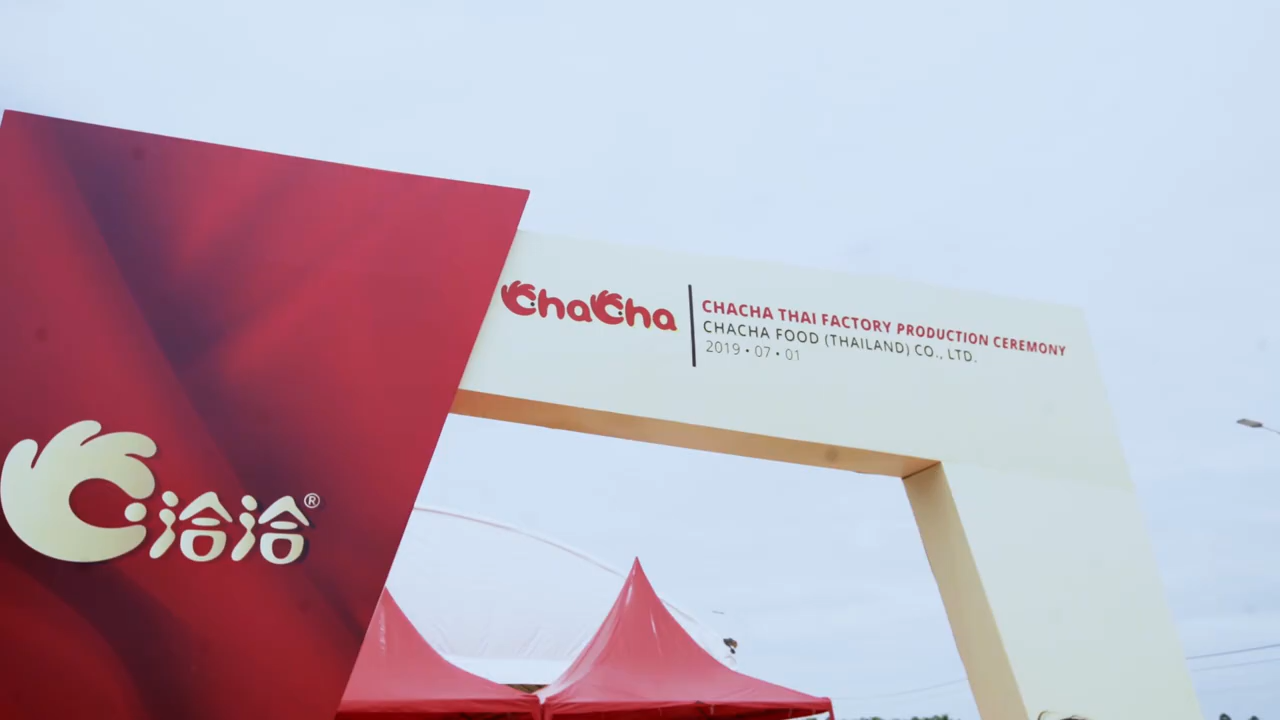 洽洽®
ChaCha
CHACHA THAI FACTORY PRODUCTION CEREMONY
CHACHA FOOD (THAILAND) CO., LTD.
2019 • 07 • 01